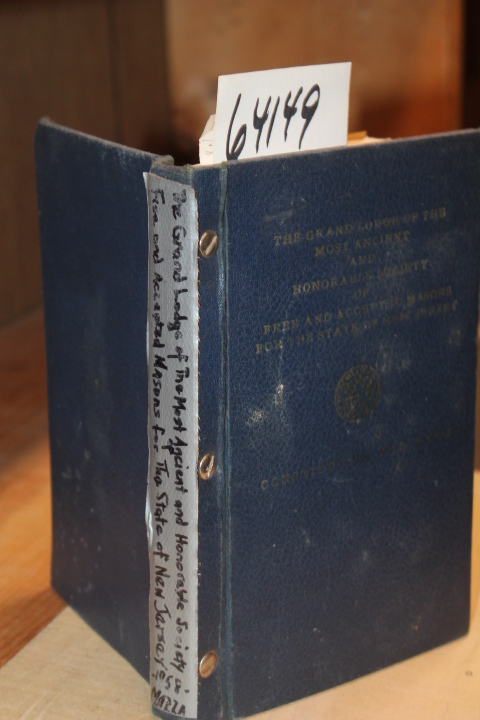 64149
The Grand Lodge of The Most Ancient and Honorable Society
Free and Accepted Masons for The State of New Jersey
MAZZA
THE GRAND LODGE OF THE
MOST ANCIENT
AND
HONORABLE SOCIETY
OF
FREE AND ACCEPTED MASONS
FOR THE STATE OF NEW JERSEY